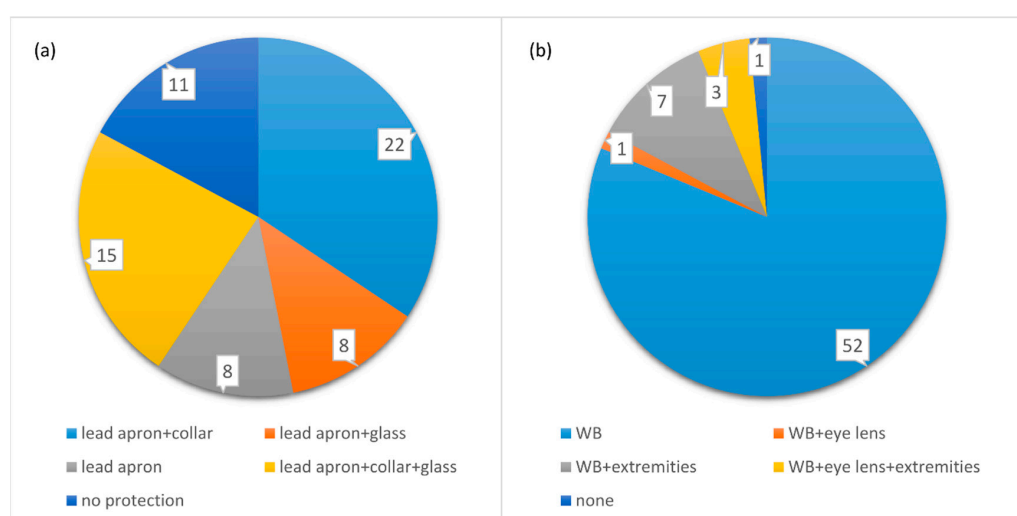 (a)
11
22
15
8
8
lead apron+collar
lead apron+glass
lead apron
lead apron+collar+glass
no protection
(b)
1
3
7
1
52
WB
WB+eye lens
WB+extremities
WB+eye lens+extremities
none